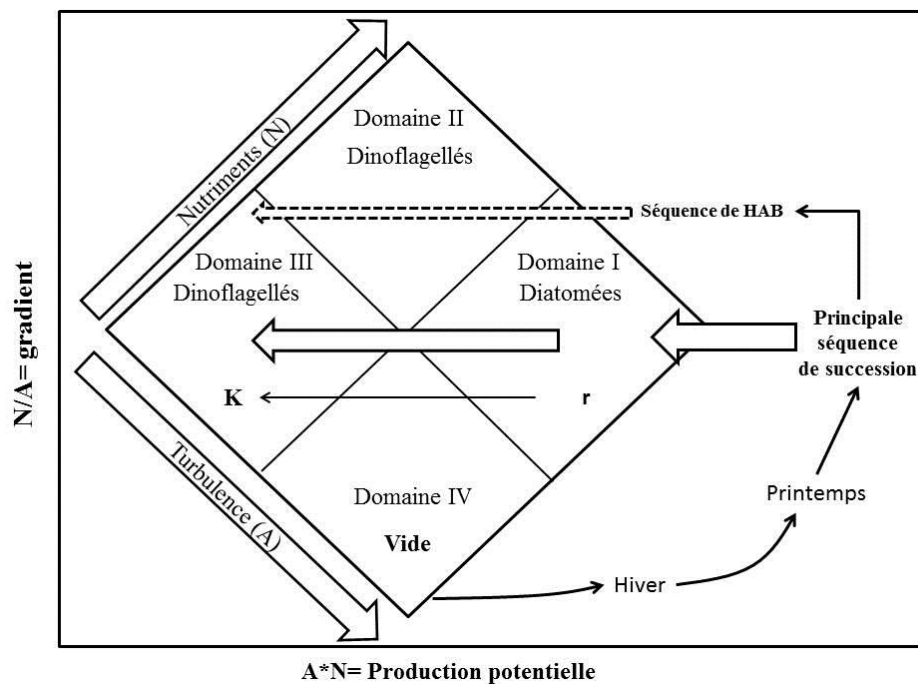 Domaine II
Dinoflagellés
Nutriments (N)
Séquence de HAB
Domaine III
Dinoflagellés
Domaine I
Diatomées
Principale
séquence
de succession
N/A= gradient
K
r
Turbulence (A)
Domaine IV
Vide
Printemps
Hiver
A*N= Production potentielle